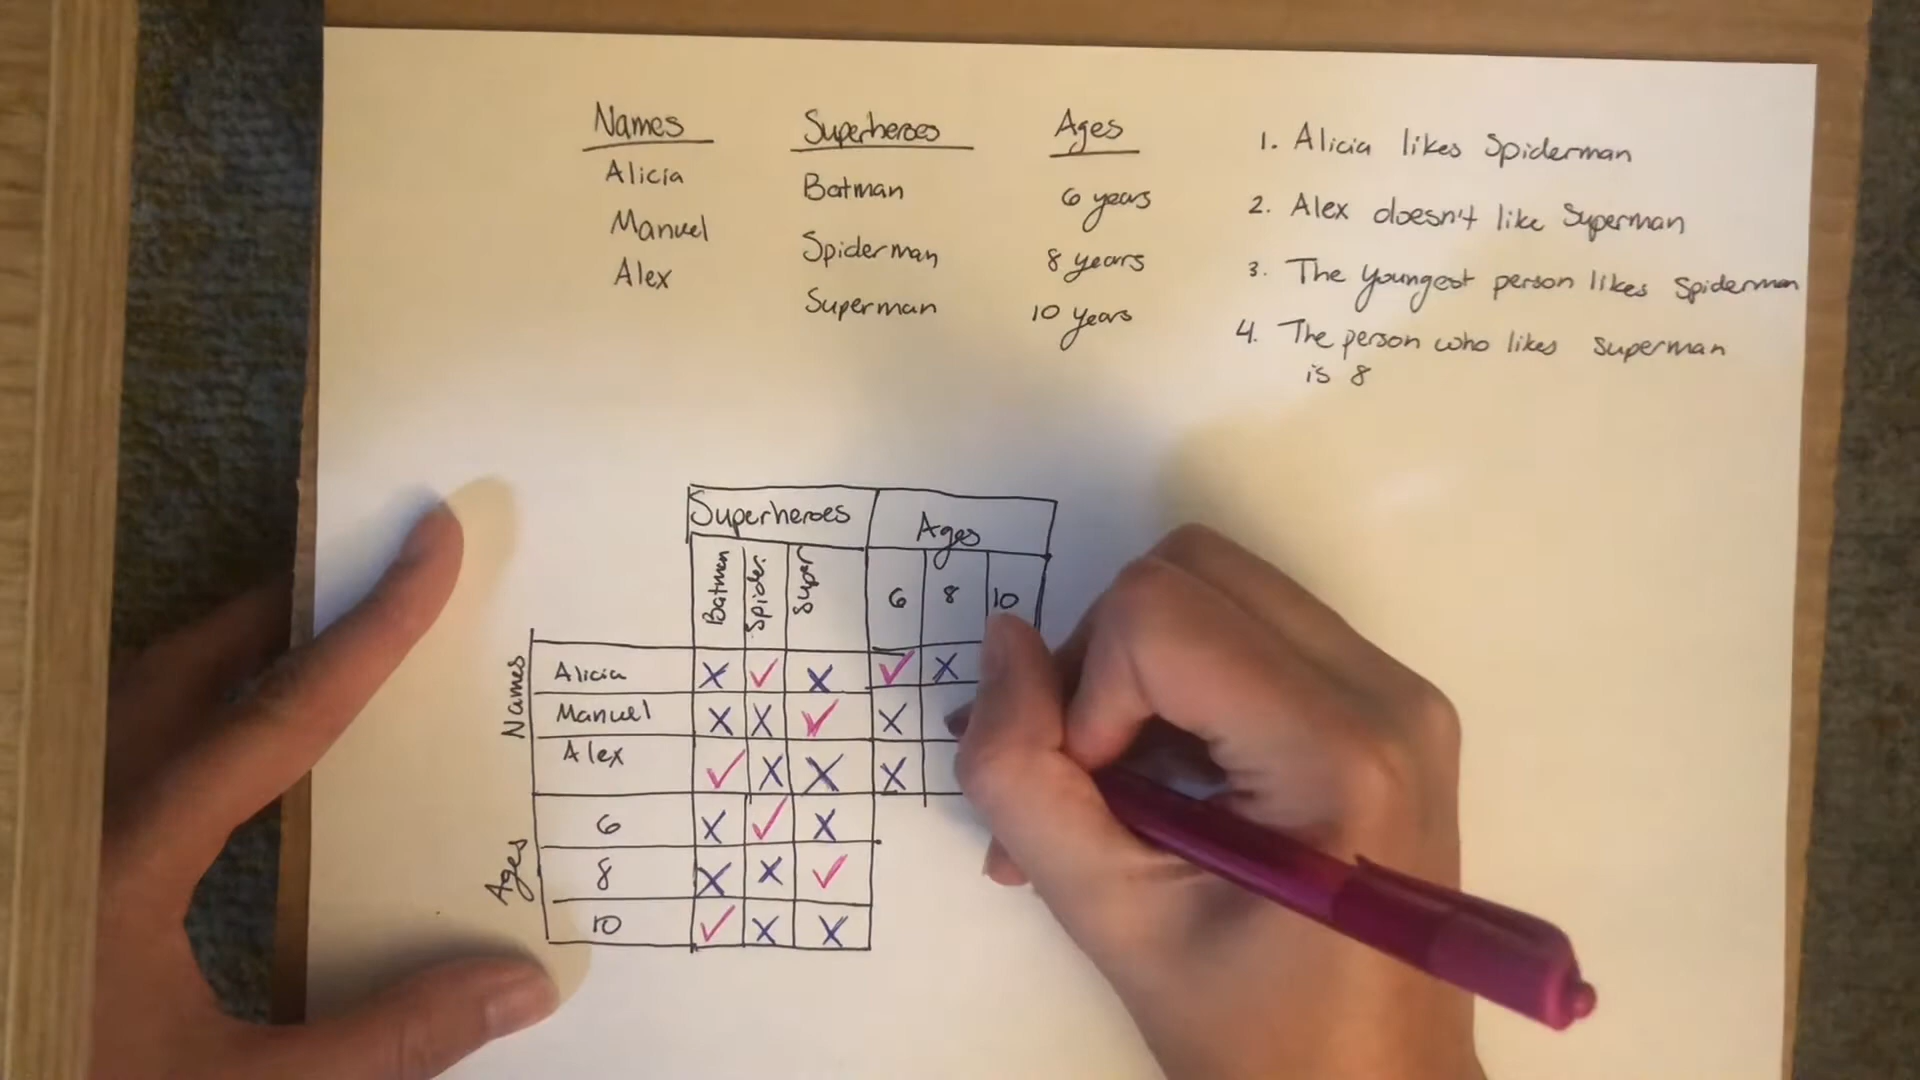 Names
Alicia
Manuel
Alex
Superheroes
Batman
Spiderman
Superman
Ages
6 years
8 years
10 years
1. Alicia likes Spiderman
2. Alex doesn't like Superman
3. The youngest person likes Spiderman
4. The person who likes Superman
is 8
Superheroes Ages
Batman Spider. Super 6 8 10
Names
Alicia X ✓ X ✓ X
Manuel X X ✓ X
Alex ✓ X X X
Ages
6 X ✓ X
8 X X ✓
10 ✓ X X